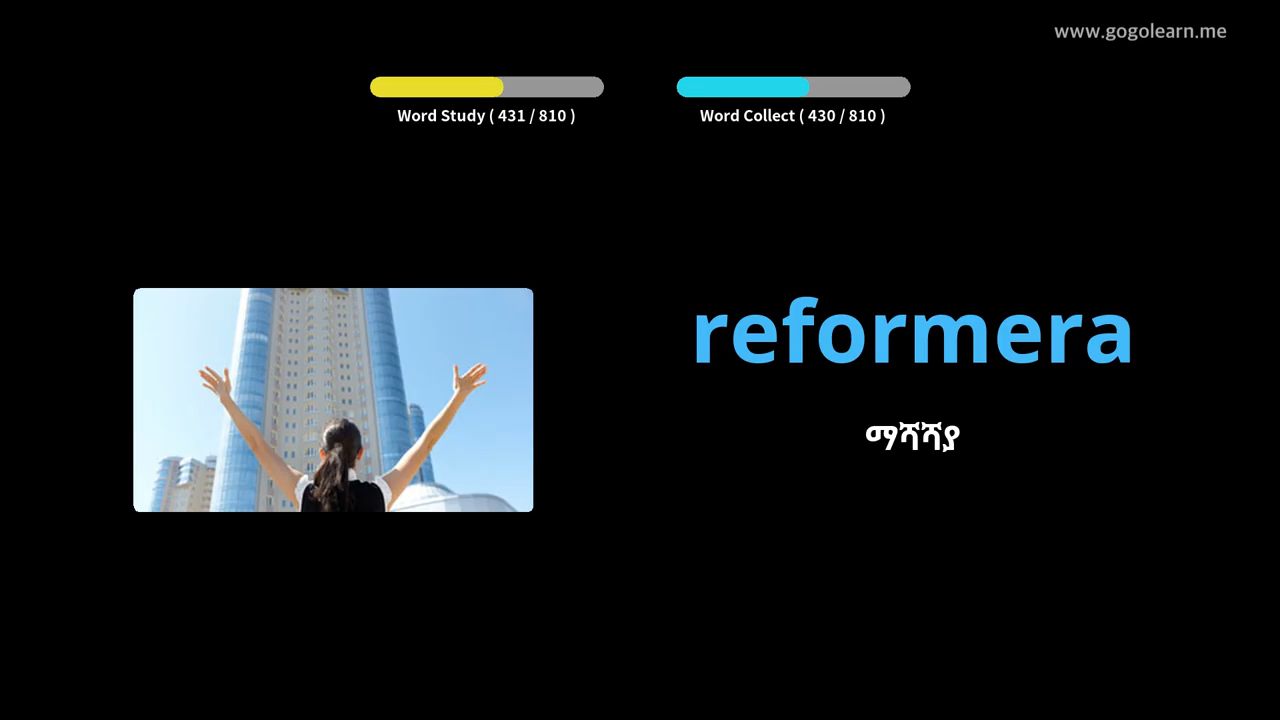 www.gogolearn.me
Word Study ( 431 / 810 )
Word Collect ( 430 / 810 )
reformera
ማሻሻያ